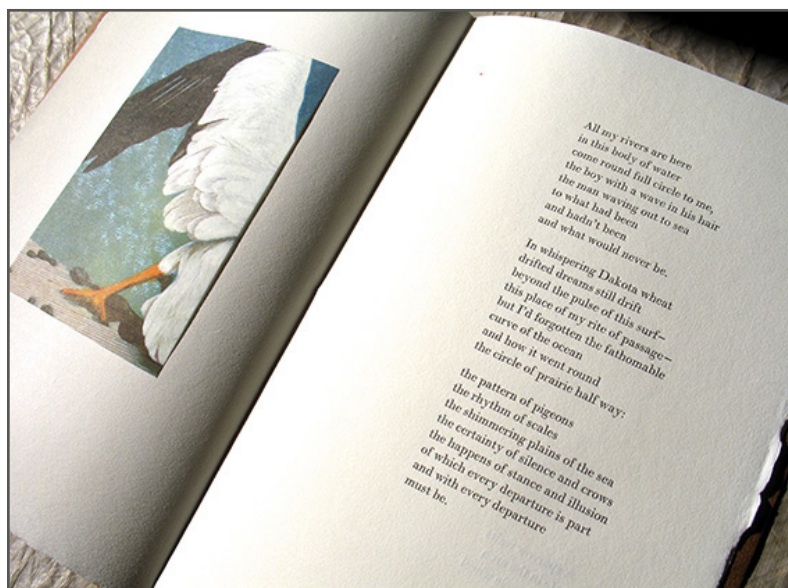 All my rivers are here
in this body of water
come round full circle to me,
the boy with a wave in his hair
the man waving out to sea
to what had been
and hadn't been
and what would never be.
In whispering Dakota wheat
drifted dreams still drift
beyond the pulse of this surf–
this place of my rite of passage–
but I'd forgotten the fathomable
curve of the ocean
and how it went round
the circle of prairie half way:
the pattern of pigeons
the rhythm of scales
the shimmering plains of the sea
the certainty of silence and crows
the happens of stance and illusion
of which every departure is part
and with every departure
must be.